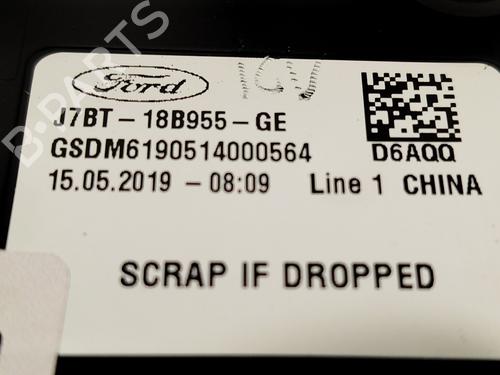 Ford
J7BT-18B955-GE
GSDM6190514000564
D6AQQ
15.05.2019 - 08:09 Line 1 CHINA
SCRAP IF DROPPED
B-PARTS